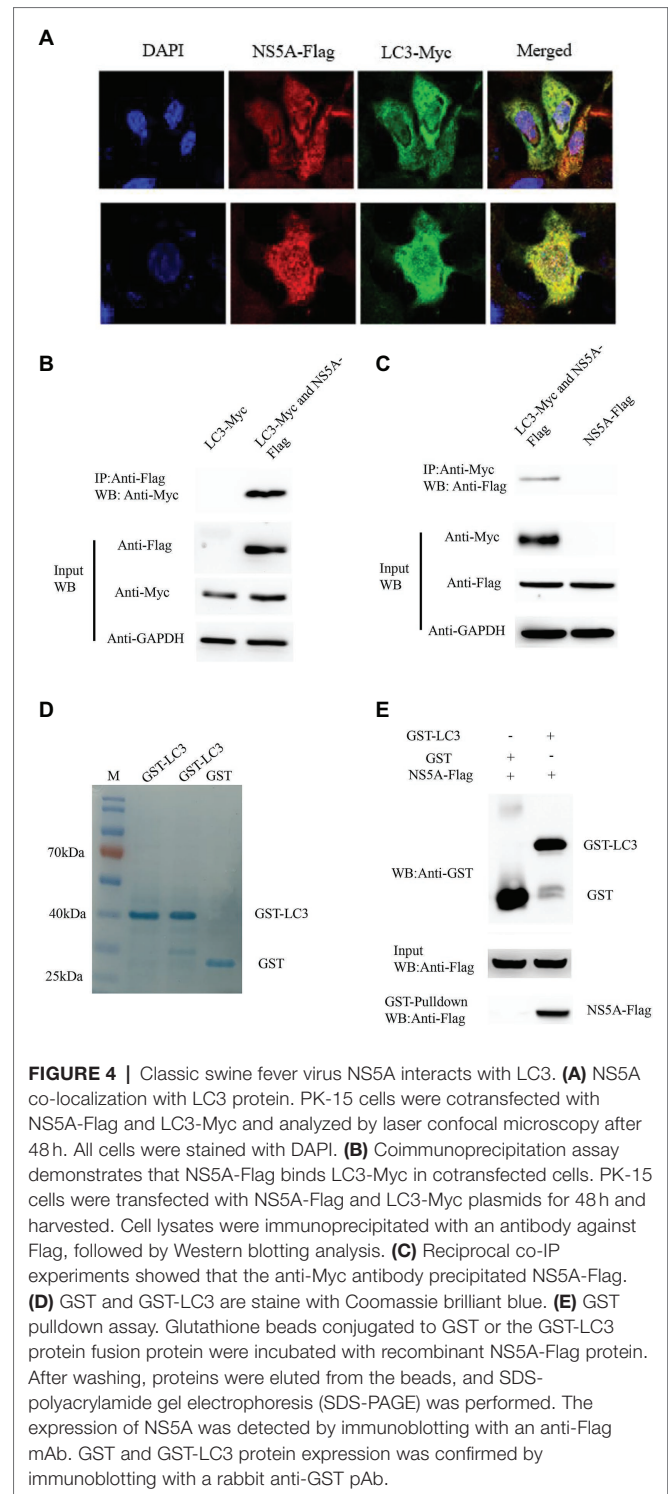 A
DAPI NS5A-Flag LC3-Myc Merged
B
LC3-Myc
LC3-Myc and NS5A-
Flag
IP:Anti-Flag
WB: Anti-Myc
Anti-Flag
Input
WB
Anti-Myc
Anti-GAPDH
C
LC3-Myc and NS5A-
Flag
NS5A-Flag
IP:Anti-Myc
WB: Anti-Flag
Anti-Myc
Input
WB
Anti-Flag
Anti-GAPDH
D
M GST-LC3 GST-LC3 GST
70kDa
40kDa
25kDa
GST-LC3
GST
E
GST-LC3 - +
GST + -
NS5A-Flag + +
WB:Anti-GST
GST-LC3
GST
Input
WB:Anti-Flag
GST-Pulldown
WB:Anti-Flag
NS5A-Flag
FIGURE 4 | Classic swine fever virus NS5A interacts with LC3. (A) NS5A
co-localization with LC3 protein. PK-15 cells were cotransfected with
NS5A-Flag and LC3-Myc and analyzed by laser confocal microscopy after
48 h. All cells were stained with DAPI. (B) Coimmunoprecipitation assay
demonstrates that NS5A-Flag binds LC3-Myc in cotransfected cells. PK-15
cells were transfected with NS5A-Flag and LC3-Myc plasmids for 48 h and
harvested. Cell lysates were immunoprecipitated with an antibody against
Flag, followed by Western blotting analysis. (C) Reciprocal co-IP
experiments showed that the anti-Myc antibody precipitated NS5A-Flag.
(D) GST and GST-LC3 are staine with Coomassie brilliant blue. (E) GST
pulldown assay. Glutathione beads conjugated to GST or the GST-LC3
protein fusion protein were incubated with recombinant NS5A-Flag protein.
After washing, proteins were eluted from the beads, and SDS-
polyacrylamide gel electrophoresis (SDS-PAGE) was performed. The
expression of NS5A was detected by immunoblotting with an anti-Flag
mAb. GST and GST-LC3 protein expression was confirmed by
immunoblotting with a rabbit anti-GST pAb.